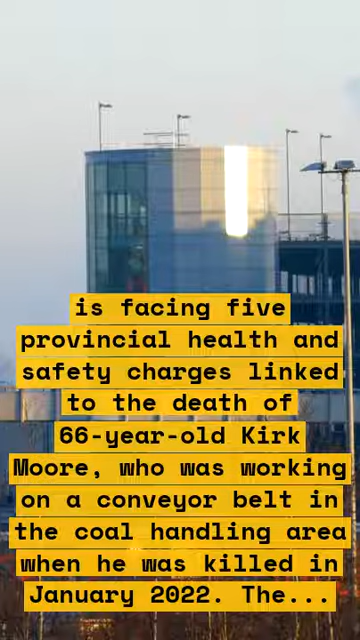 is facing five
provincial health and
safety charges linked
to the death of
66-year-old Kirk
Moore, who was working
on a conveyor belt in
the coal handling area
when he was killed in
January 2022. The...